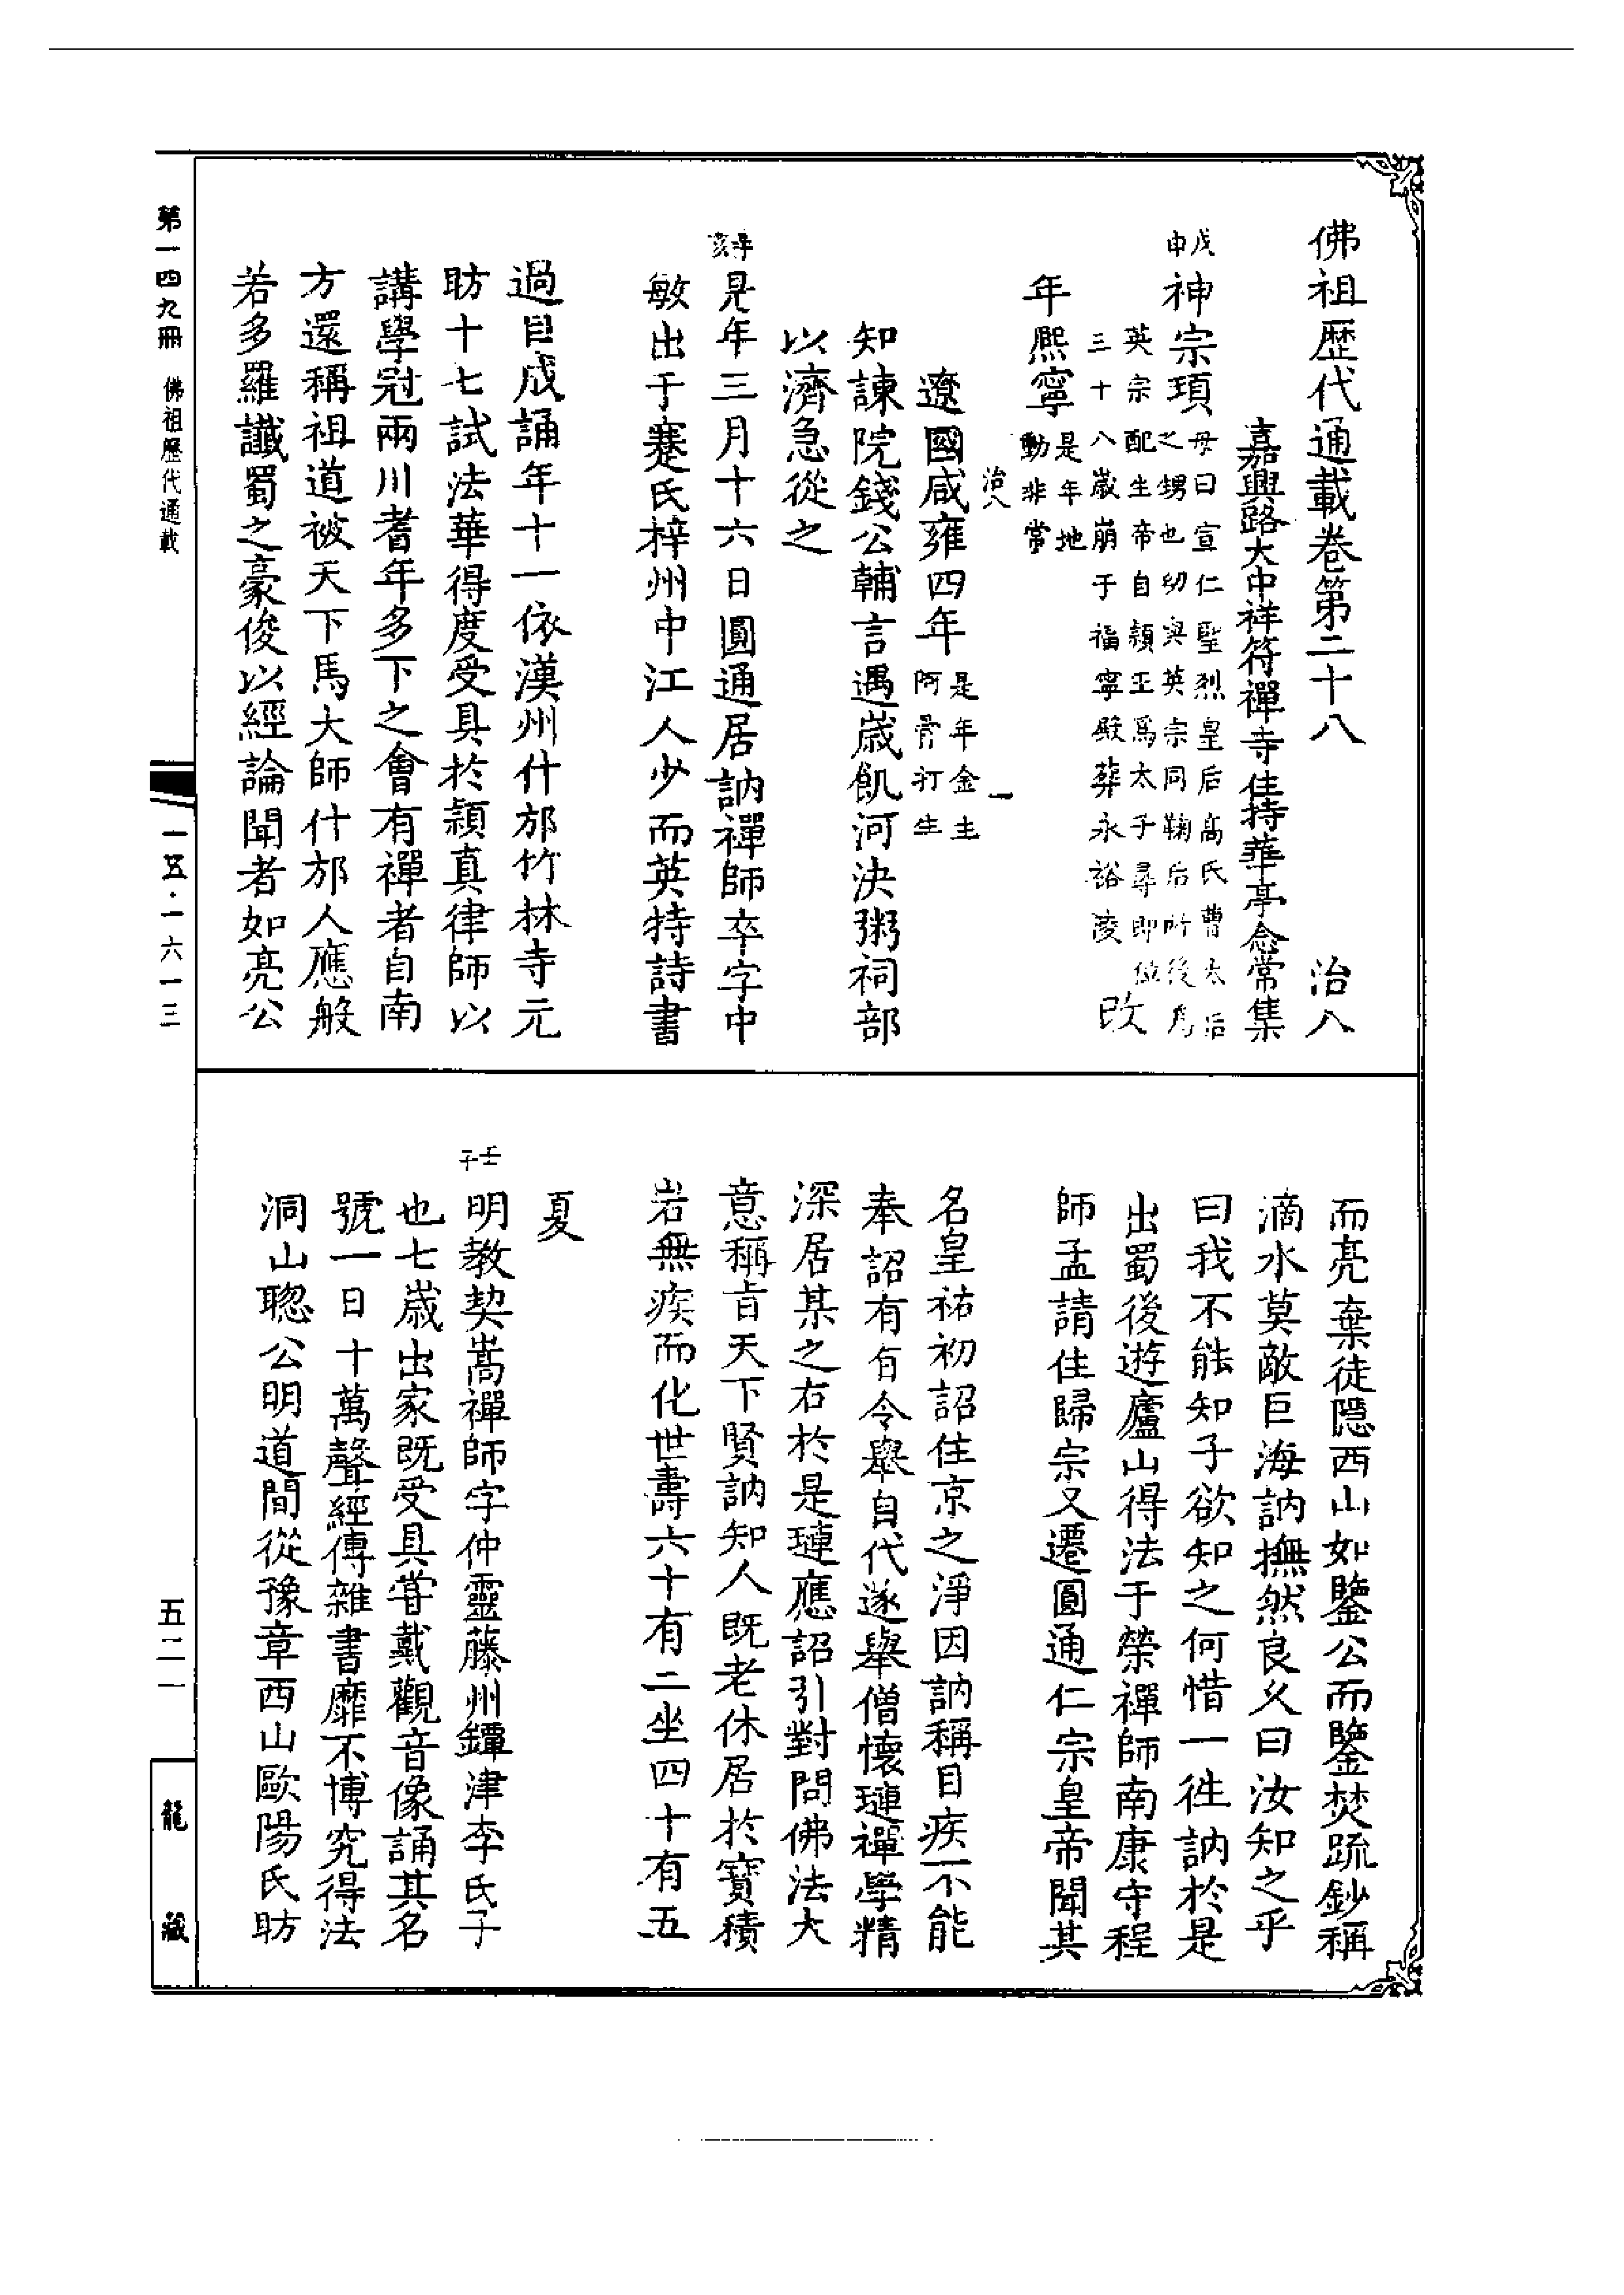 佛祖歷代通載卷第二十八　治八
嘉興路大中祥符禪寺住持華亭念常集
戊申
神宗頊
母曰宣仁聖烈皇后高氏曹太后
之甥也幼與英宗同鞠后所後為
英宗配生帝自潁王為太子尋即位
三十八歲崩于福寧殿葬永裕陵
改
年熙寧
是年地
動非常
治八　一
遼國咸雍四年
是年金主
阿骨打生
知諫院錢公輔言遇歲飢河決粥祠部
以濟急從之
辛亥
是年三月十六日圓通居訥禪師卒字中
敏出于蹇氏梓州中江人少而英特詩書
過目成誦年十一依漢州什邡竹林寺元
昉十七試法華得度受具於穎真律師以
講學冠兩川耆年多下之會有禪者自南
方還稱祖道被天下馬大師什邡人應般
若多羅讖蜀之豪俊以經論聞者如亮公
而亮棄徒隱西山如鑒公而鑒焚疏鈔稱
滴水莫敵巨海訥撫然良久曰汝知之乎
曰我不能知子欲知之何惜一往訥於是
出蜀後遊廬山得法于榮禪師南康守程
師孟請住歸宗又遷圓通仁宗皇帝聞其
名皇祐初詔住京之淨因訥稱目疾不能
奉詔有旨令舉自代遂舉僧懷璉禪學精
深居某之右於是璉應詔引對問佛法大
意稱旨天下賢訥知人既老休居於寶積
岩無疾而化世壽六十有二坐四十有五
夏
壬子
明教契嵩禪師字仲靈藤州鐔津李氏子
也七歲出家既受具嘗戴觀音像誦其名
號一日十萬聲經傳雜書靡不博究得法
洞山聰公明道間從豫章西山歐陽氏昉
第一四九冊　佛祖歷代通載
一五·一六一三
五二一
龍藏